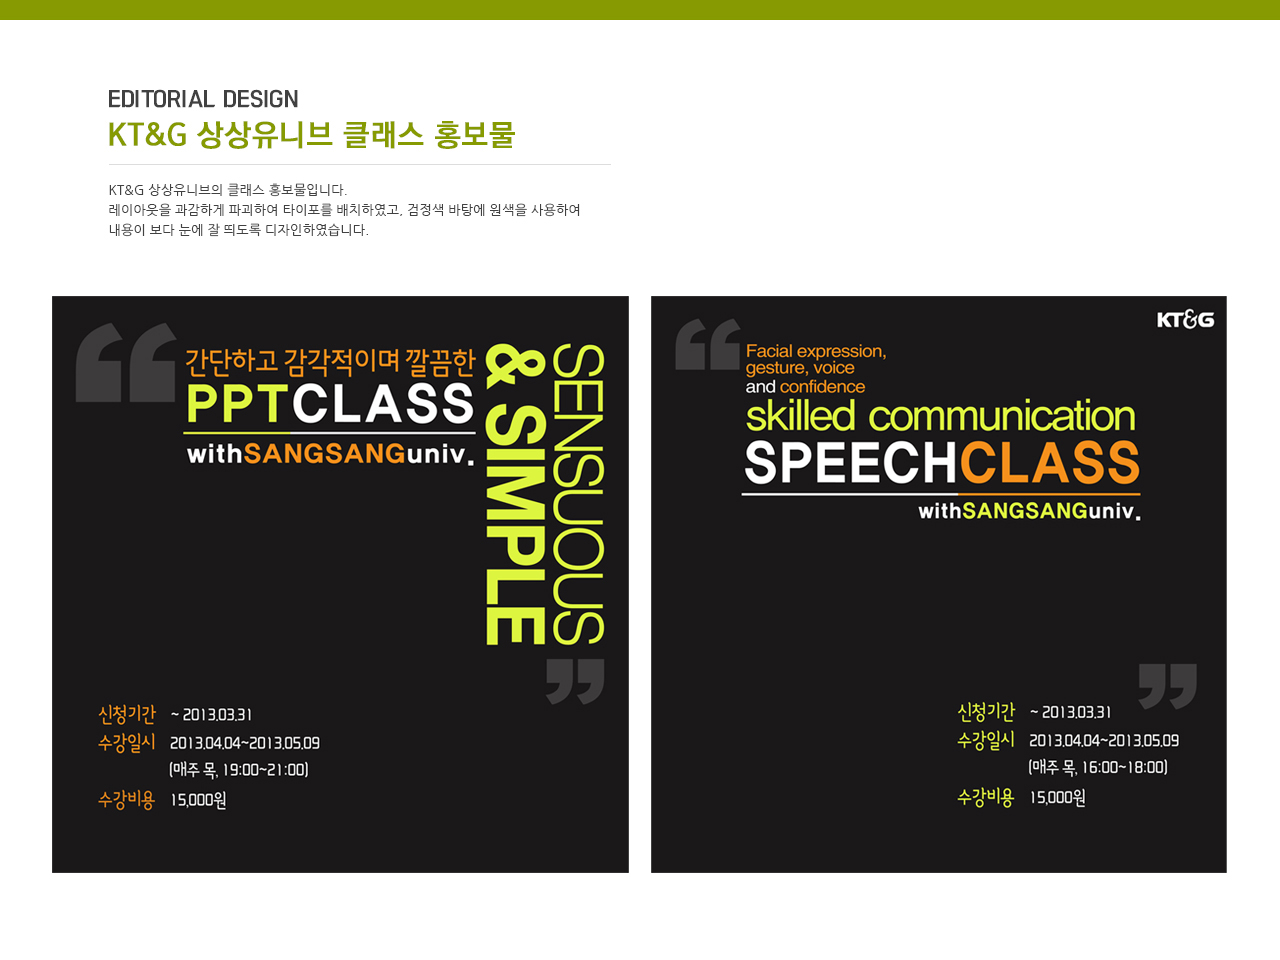 EDITORIAL DESIGN
KT&G 상상유니브 클래스 홍보물
KT&G 상상유니브의 클래스 홍보물입니다.
레이아웃을 과감하게 파괴하여 타이포를 배치하였고, 검정색 바탕에 원색을 사용하여
내용이 보다 눈에 잘 띄도록 디자인하였습니다.
“
간단하고 감각적이며 깔끔한
PPTCLASS
withSANGSANGuniv.
SENSUOUS
& SIMPLE
”
신청기간 ~ 2013.03.31
수강일시 2013.04.04~2013.05.09
(매주 목, 19:00~21:00)
수강비용 15,000원
KT&G
“
Facial expression,
gesture, voice
and confidence
skilled communication
SPEECHCLASS
withSANGSANGuniv.
”
신청기간 ~ 2013.03.31
수강일시 2013.04.04~2013.05.09
(매주 목, 16:00~18:00)
수강비용 15,000원